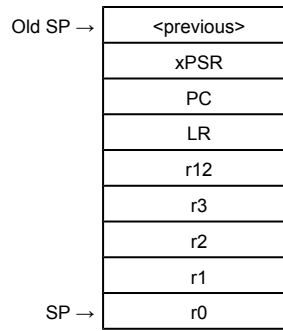 Old SP → <previous>
xPSR
PC
LR
r12
r3
r2
r1
SP → r0